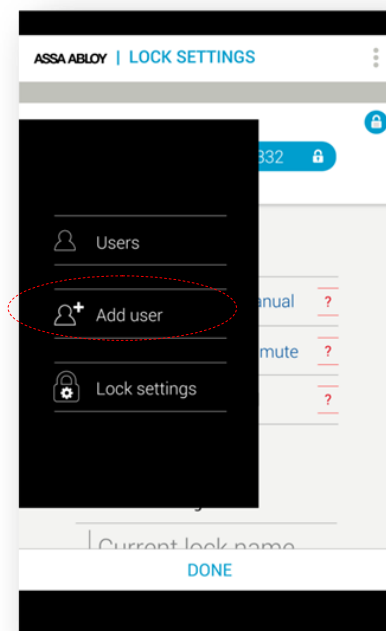 ASSA ABLOY | LOCK SETTINGS
332
Users
Add user
anual ?
mute ?
Lock settings
?
Current lock name
DONE